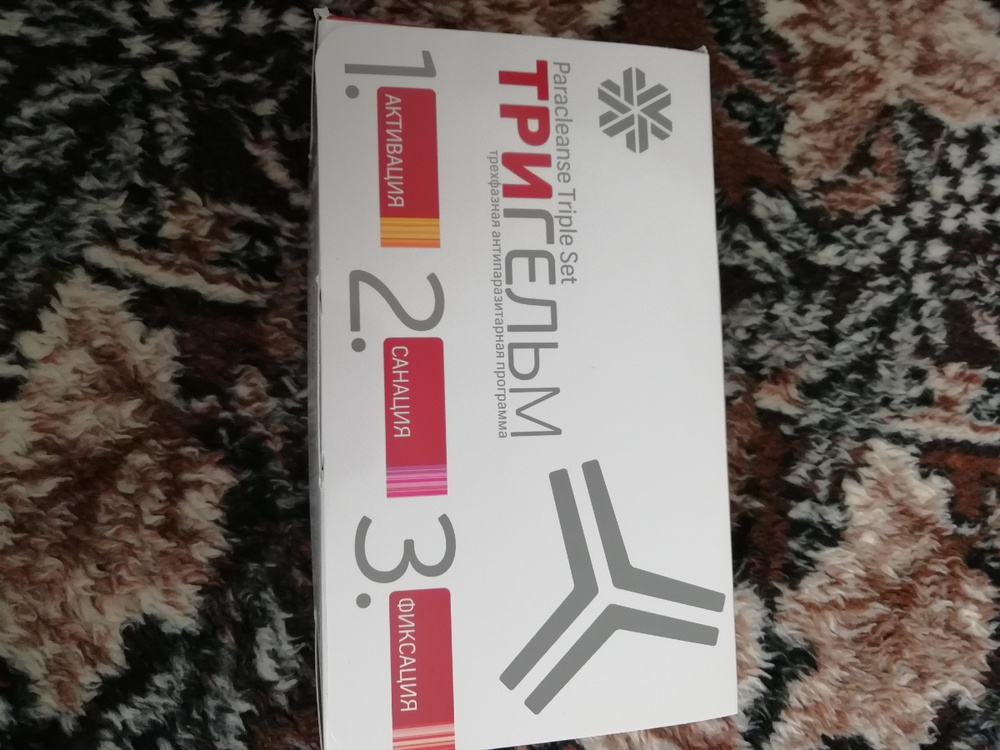 Paracleanse Triple Set
ТРИГЕЛЬМ
трехфазная антипаразитарная программа
1.
АКТИВАЦИЯ
2.
САНАЦИЯ
3.
ФИКСАЦИЯ